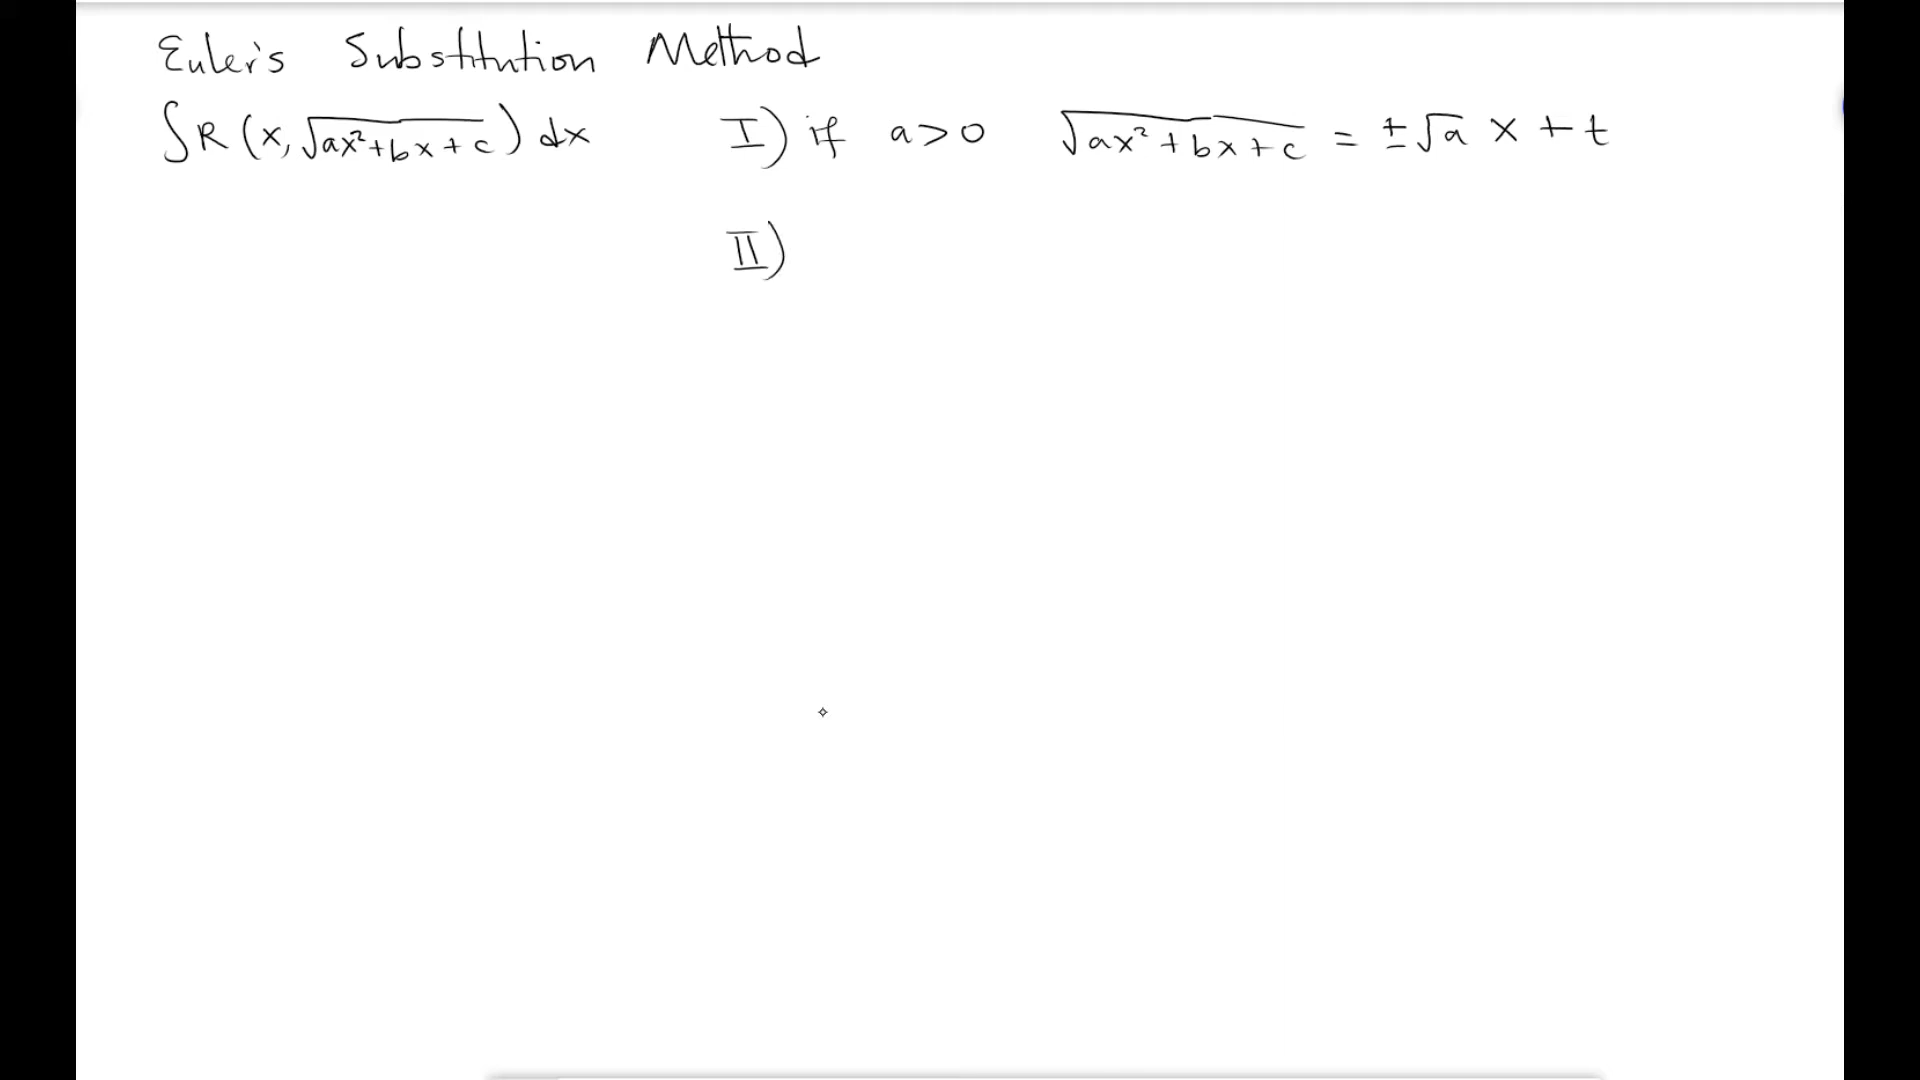 Euler's Substitution Method
∫R(x, √(ax²+bx+c)) dx I) if a>0 √(ax²+bx+c) = ±√a x + t
II)